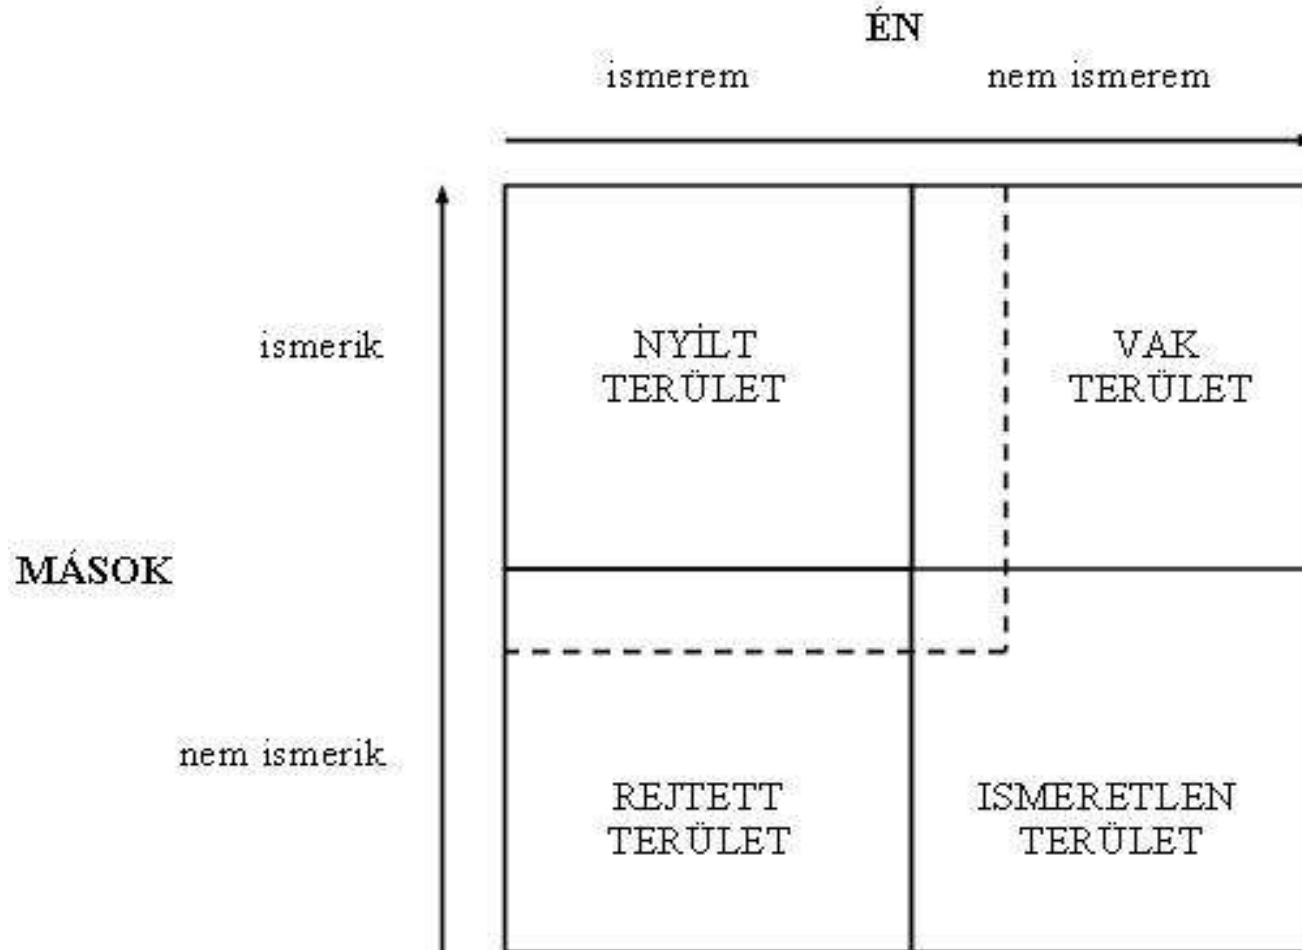 ÉN
ismerem nem ismerem
ismerik
NYÍLT
TERÜLET
VAK
TERÜLET
MÁSOK
nem ismerik
REJTETT
TERÜLET
ISMERETLEN
TERÜLET